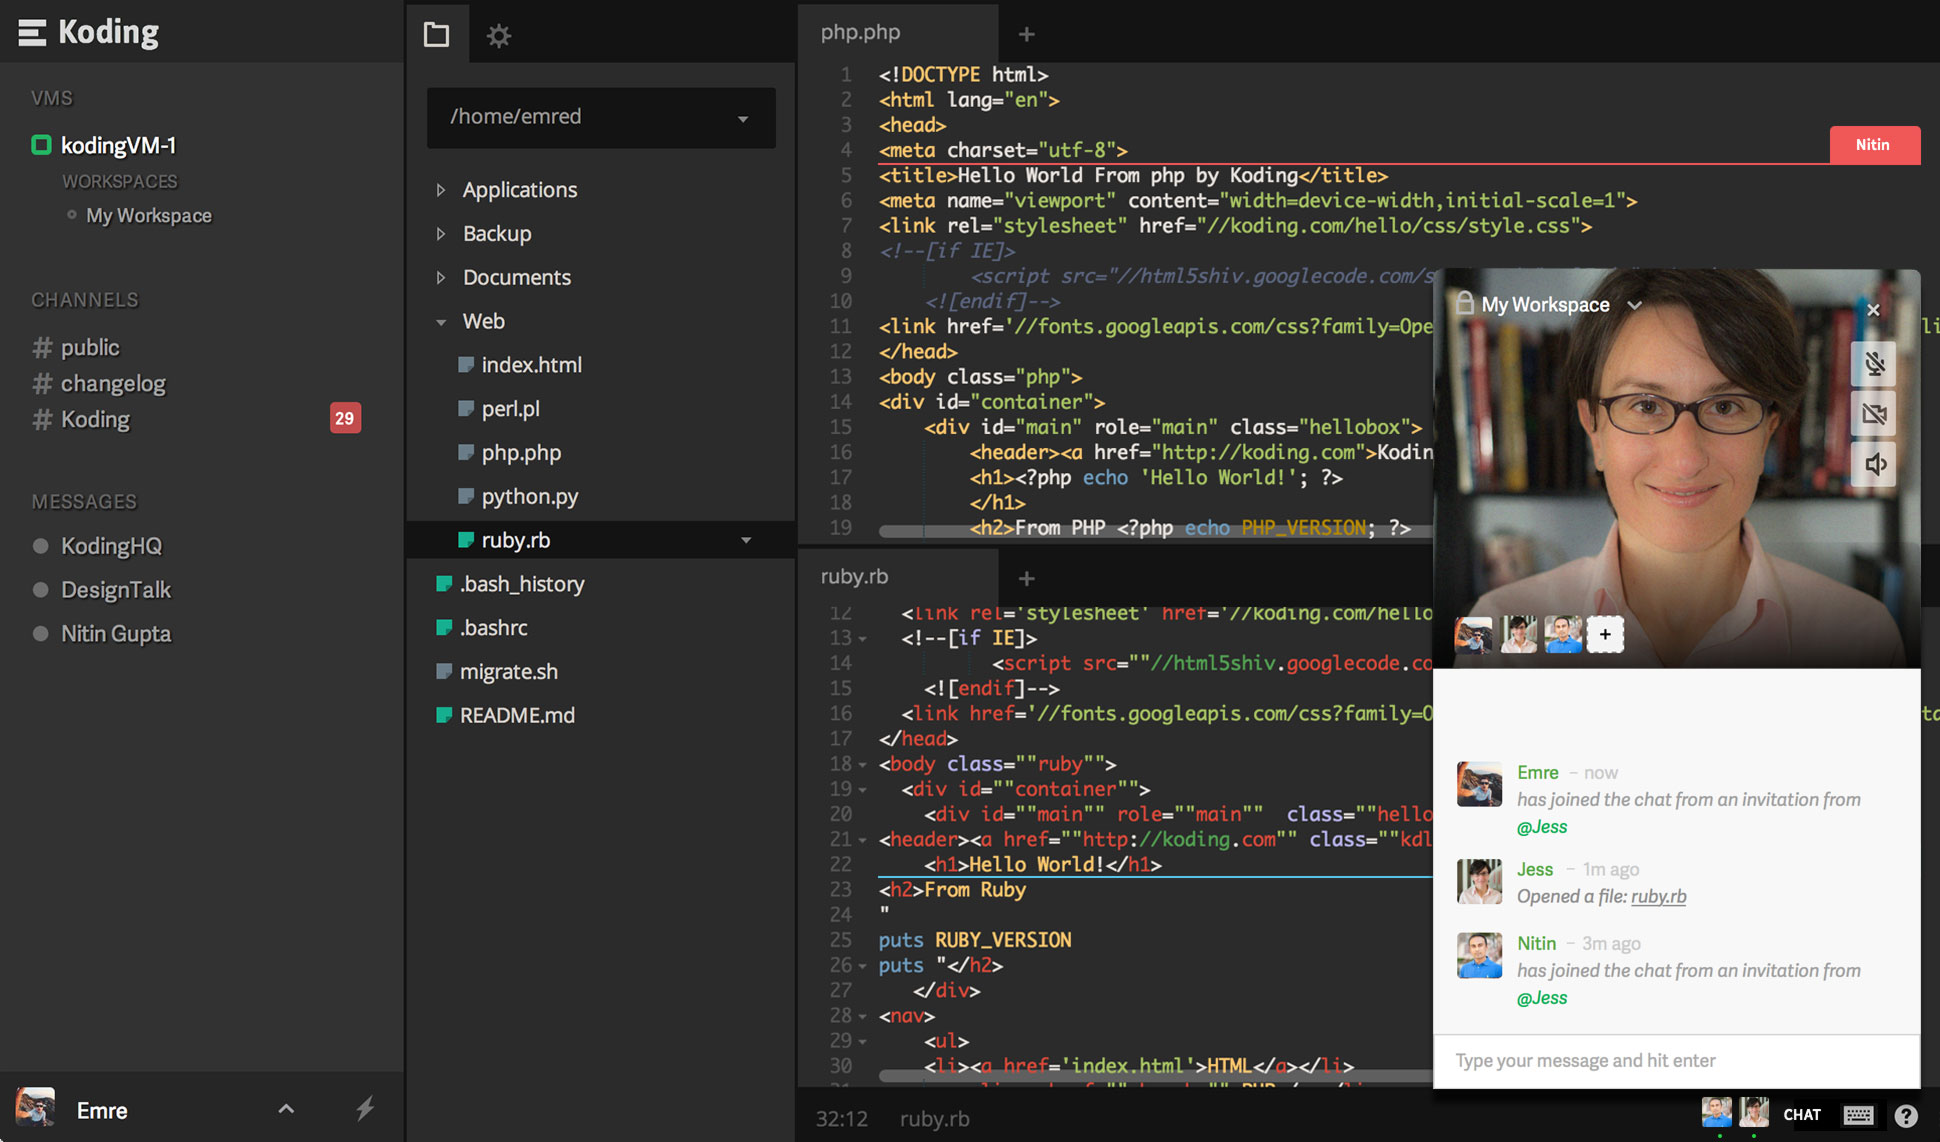 Koding
VMS
kodingVM-1
WORKSPACES
My Workspace
CHANNELS
# public
# changelog
# Koding 29
MESSAGES
KodingHQ
DesignTalk
Nitin Gupta
Emre
/home/emred
Applications
Backup
Documents
Web
index.html
perl.pl
php.php
python.py
ruby.rb
.bash_history
.bashrc
migrate.sh
README.md
php.php +
1 <!DOCTYPE html>
2 <html lang="en">
3 <head>
4 <meta charset="utf-8">
Nitin
5 <title>Hello World From php by Koding</title>
6 <meta name="viewport" content="width=device-width,initial-scale=1">
7 <link rel="stylesheet" href="//koding.com/hello/css/style.css">
8 <!--[if IE]>
9 <script src="//html5shiv.googlecode.com/s
10 <![endif]-->
11 <link href='//fonts.googleapis.com/css?family=Ope
12 </head>
13 <body class="php">
14 <div id="container">
15 <div id="main" role="main" class="hellobox">
16 <header><a href="http://koding.com">Kodin
17 <h1><?php echo 'Hello World!'; ?>
18 </h1>
19 <h2>From PHP <?php echo PHP_VERSION; ?>
ruby.rb +
12 <link rel='stylesheet' href='//koding.com/hello
13 <!--[if IE]>
14 <script src=""//html5shiv.googlecode.co
15 <![endif]-->
16 <link href='//fonts.googleapis.com/css?family=O
17 </head>
18 <body class=""ruby"">
19 <div id=""container"">
20 <div id=""main"" role=""main"" class=""hello
21 <header><a href=""http://koding.com"" class=""kdl
22 <h1>Hello World!</h1>
23 <h2>From Ruby
24 "
25 puts RUBY_VERSION
26 puts "</h2>
27 </div>
28 <nav>
29 <ul>
30 <li><a href='index.html'>HTML</a></li>
32:12 ruby.rb
My Workspace
+
Emre – now
has joined the chat from an invitation from
@Jess
Jess – 1m ago
Opened a file: ruby.rb
Nitin – 3m ago
has joined the chat from an invitation from
@Jess
Type your message and hit enter
CHAT
?